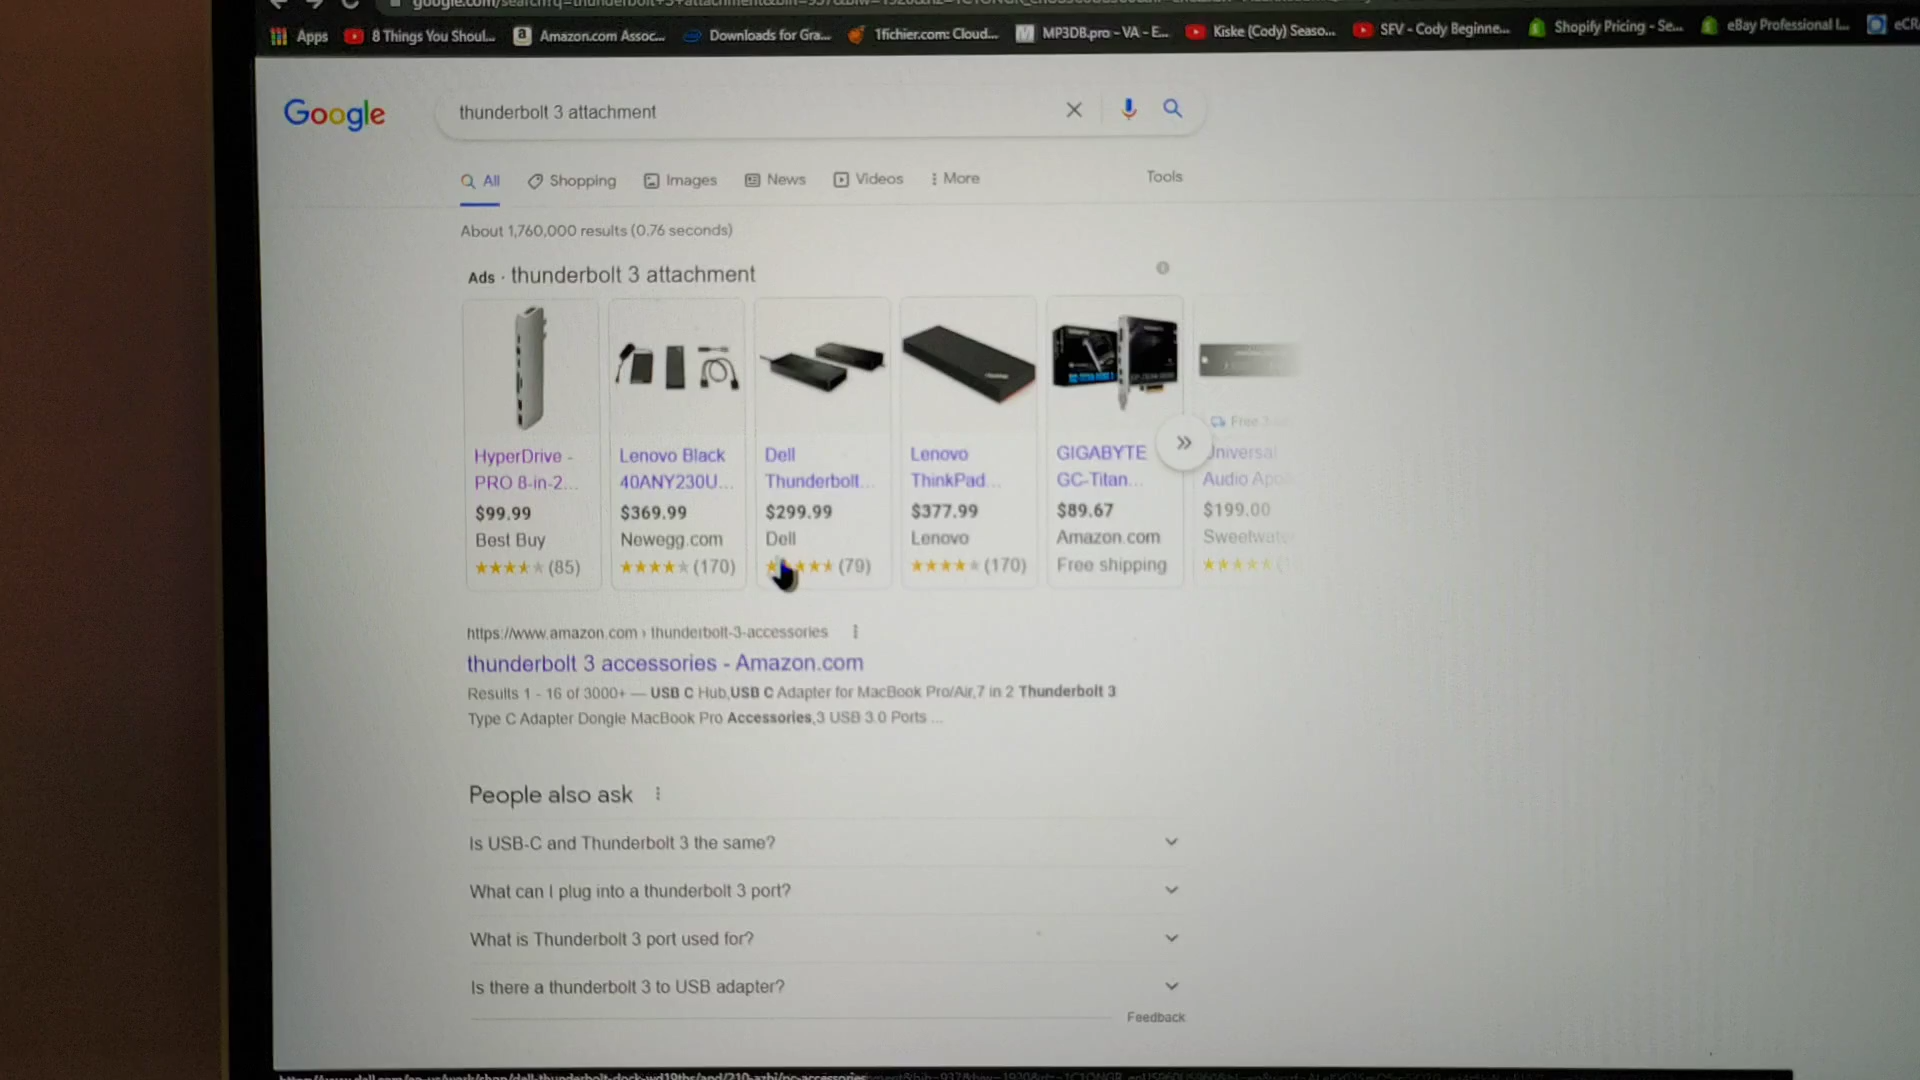 Apps 8 Things You Shoul... Amazon.com Assoc... Downloads for Gra... 1fichier.com: Cloud... MP3DB.pro - VA - E... Kiske (Cody) Seaso... SFV - Cody Beginne... Shopify Pricing - Se... eBay Professional I...
Google
thunderbolt 3 attachment
All Shopping Images News Videos More Tools
About 1,760,000 results (0.76 seconds)
Ads · thunderbolt 3 attachment
HyperDrive -
PRO 8-in-2...
$99.99
Best Buy
(85)
Lenovo Black
40ANY230U...
$369.99
Newegg.com
(170)
Dell
Thunderbolt...
$299.99
Dell
(79)
Lenovo
ThinkPad...
$377.99
Lenovo
(170)
GIGABYTE
GC-Titan...
$89.67
Amazon.com
Free shipping
Free
Universal
Audio
$199.00
https://www.amazon.com › thunderbolt-3-accessories
thunderbolt 3 accessories - Amazon.com
Results 1 - 16 of 3000+ — USB C Hub,USB C Adapter for MacBook Pro/Air,7 in 2 Thunderbolt 3
Type C Adapter Dongle MacBook Pro Accessories,3 USB 3.0 Ports ...
People also ask
Is USB-C and Thunderbolt 3 the same?
What can I plug into a thunderbolt 3 port?
What is Thunderbolt 3 port used for?
Is there a thunderbolt 3 to USB adapter?
Feedback